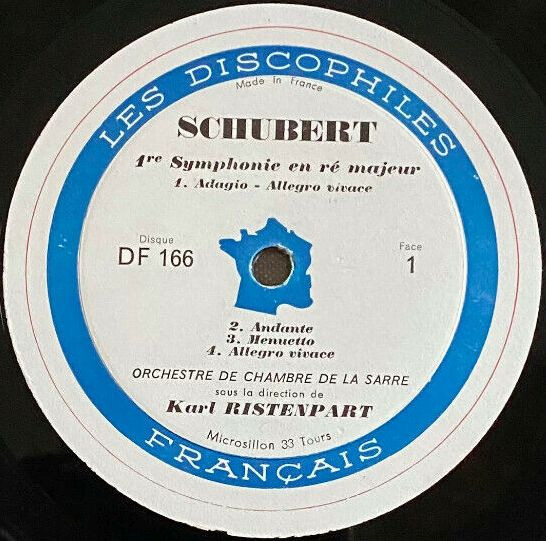 LES DISCOPHILES
Made In France
SCHUBERT
1re Symphonie en ré majeur
1. Adagio - Allegro vivace
Disque
DF 166
Face
1
2. Andante
3. Menuetto
4. Allegro vivace
ORCHESTRE DE CHAMBRE DE LA SARRE
sous la direction de
Karl RISTENPART
Microsillon 33 Tours
FRANÇAIS